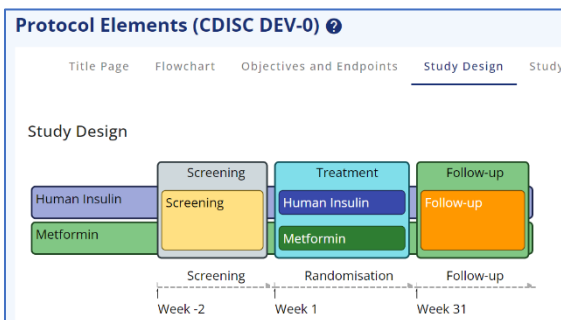 Protocol Elements (CDISC DEV-0) ?
Title Page Flowchart Objectives and Endpoints Study Design Study
Study Design
Screening Treatment Follow-up
Human Insulin Screening Human Insulin Follow-up
Metformin Metformin
Screening Randomisation Follow-up
Week -2 Week 1 Week 31